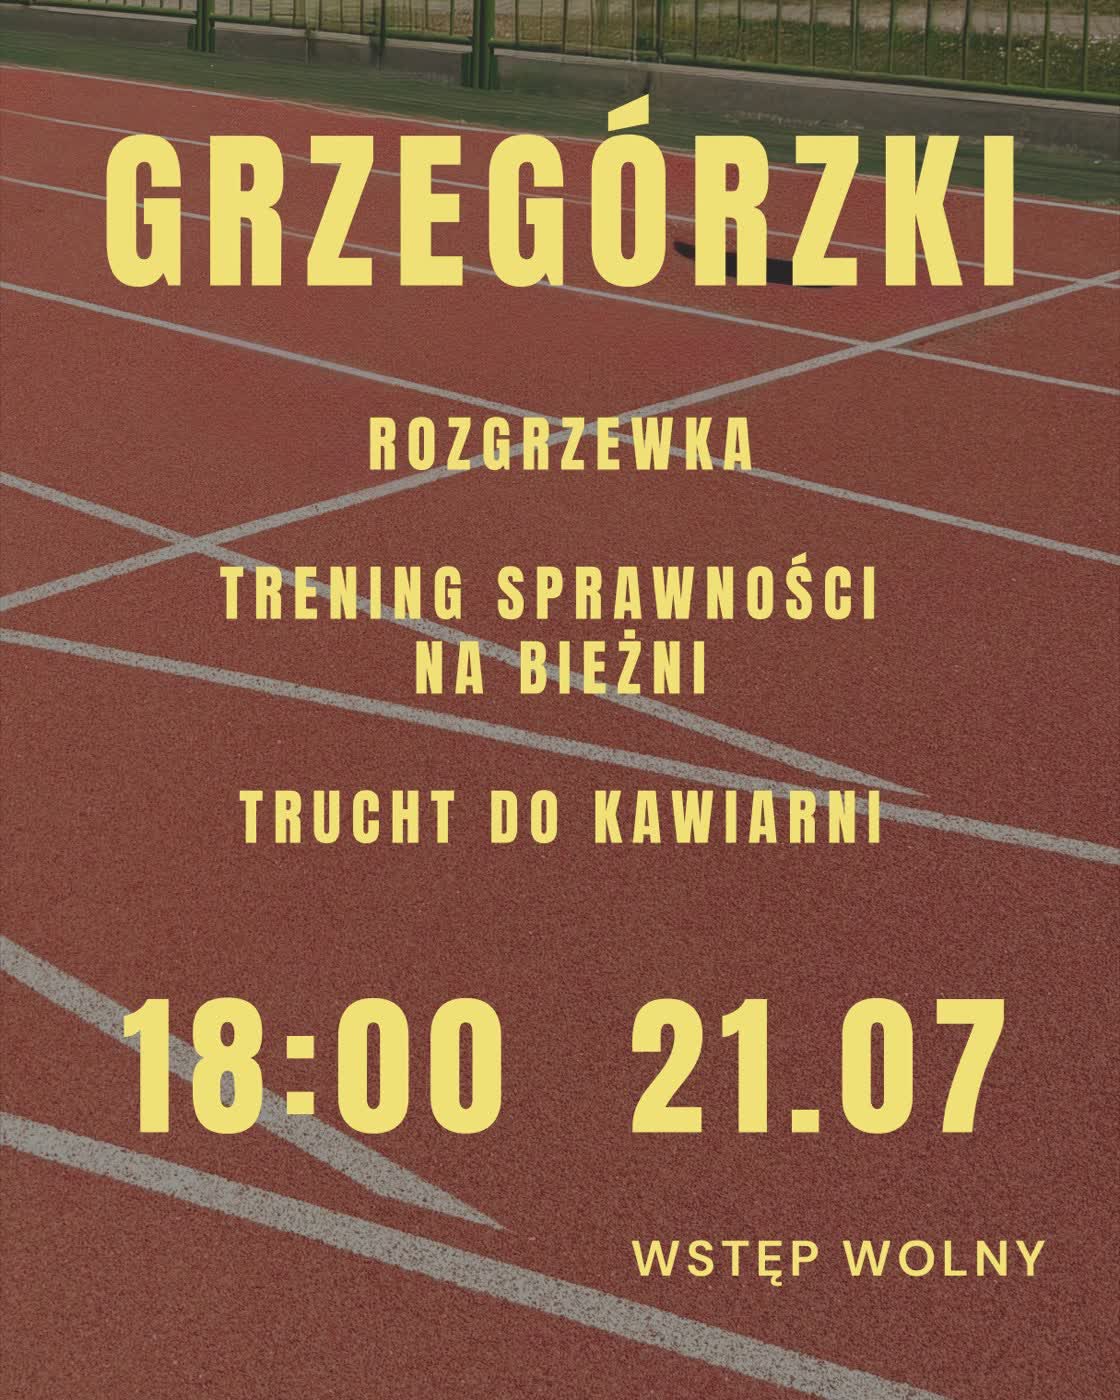 GRZEGÓRZKI
ROZGRZEWKA
TRENING SPRAWNOŚCI
NA BIEŻNI
TRUCHT DO KAWIARNI
18:00 21.07
WSTĘP WOLNY